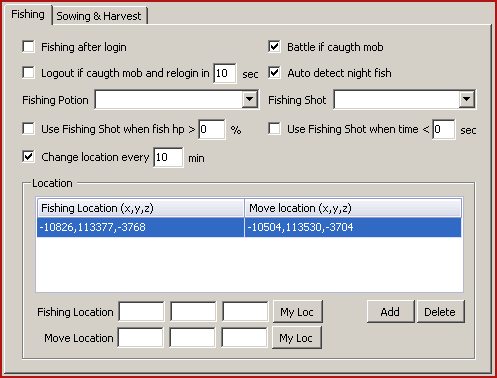 Fishing Sowing & Harvest
Fishing after login Battle if caugth mob
Logout if caugth mob and relogin in 10 sec Auto detect night fish
Fishing Potion Fishing Shot
Use Fishing Shot when fish hp > 0 % Use Fishing Shot when time < 0 sec
Change location every 10 min
Location
Fishing Location (x,y,z) Move location (x,y,z)
-10826,113377,-3768 -10504,113530,-3704
Fishing Location My Loc Add Delete
Move Location My Loc